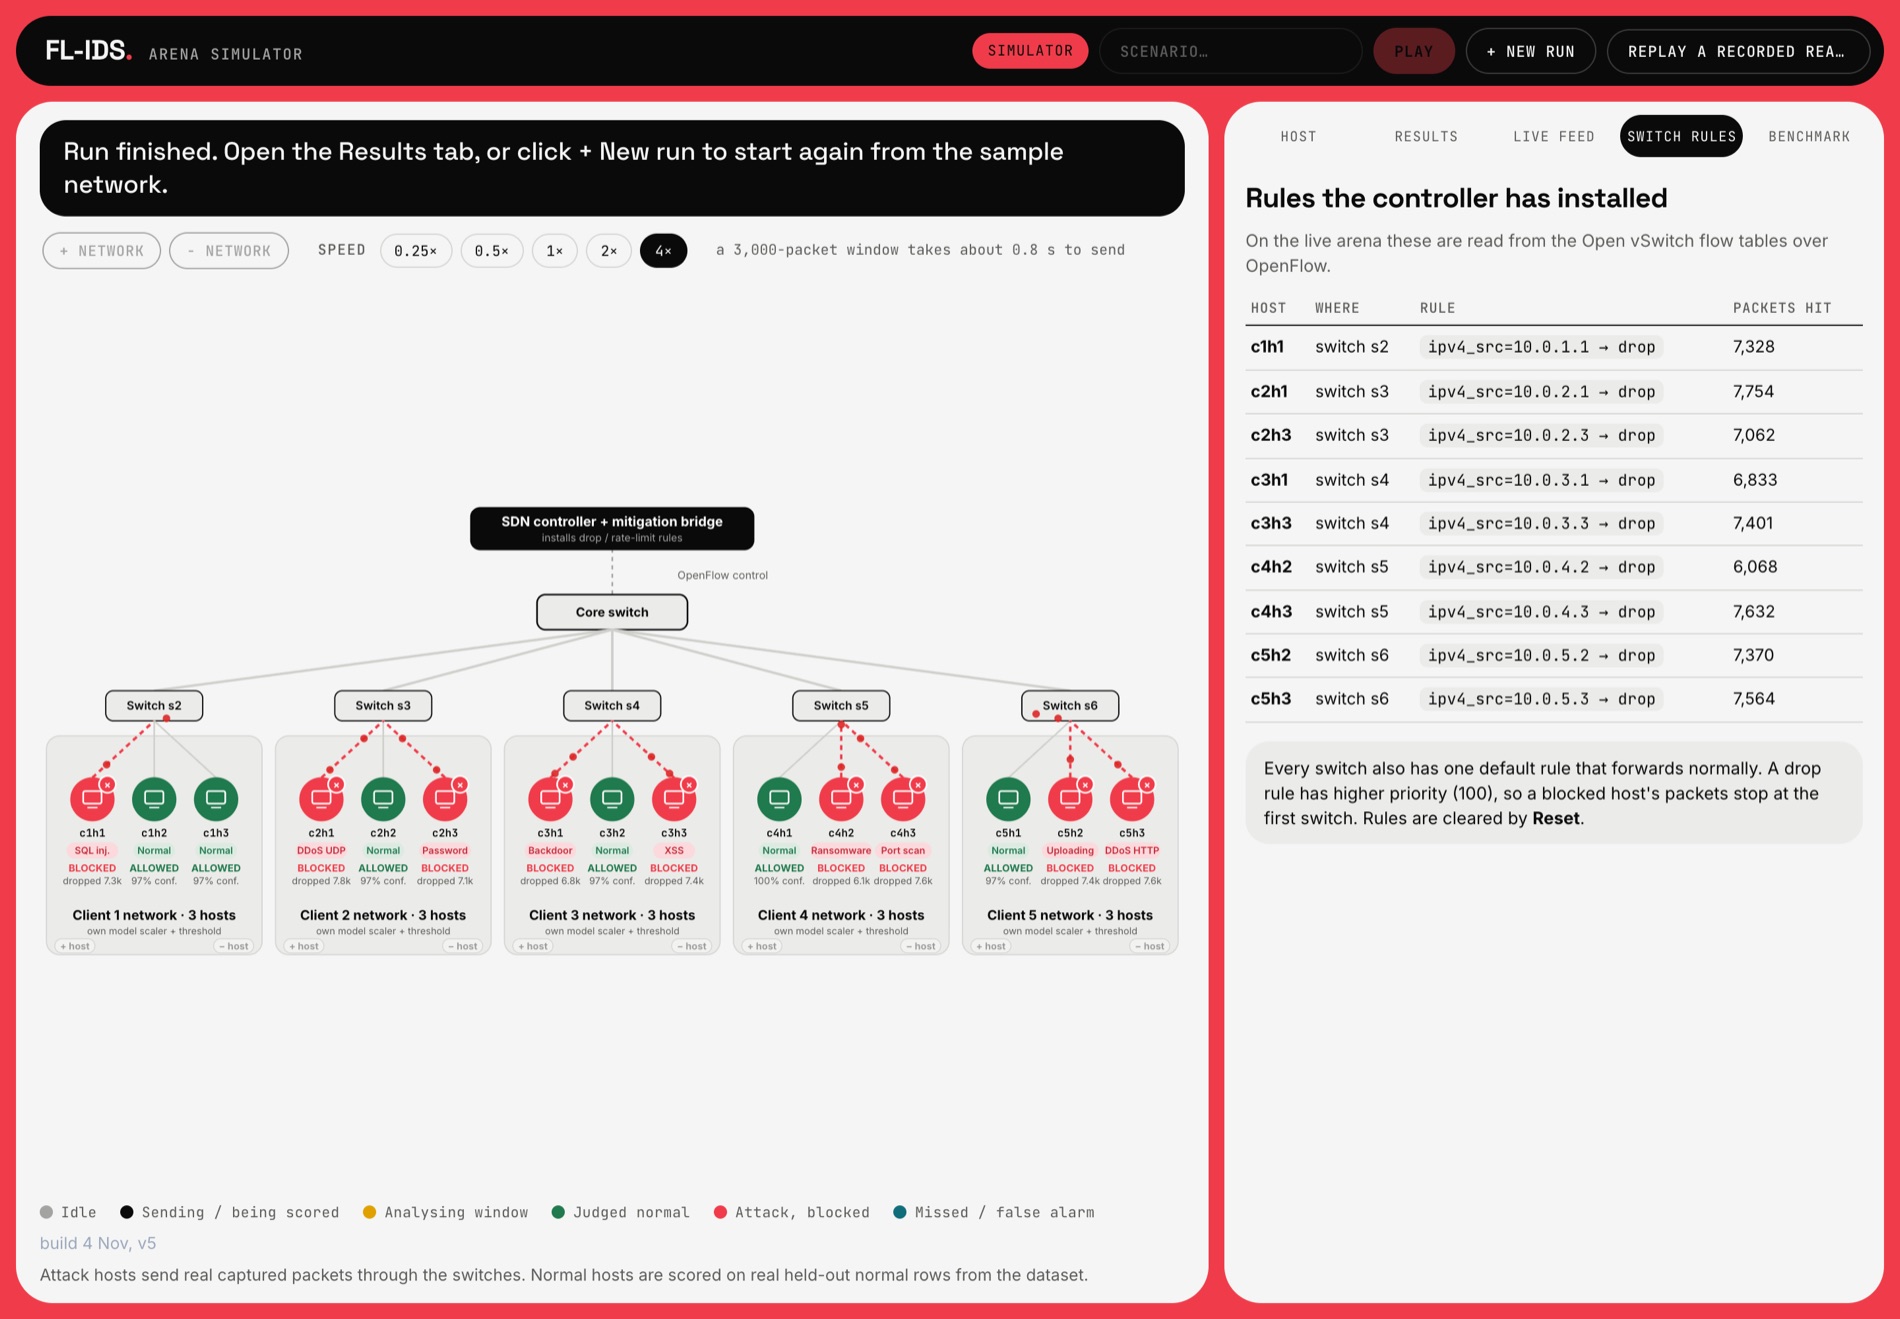 FL-IDS. ARENA SIMULATOR
SIMULATOR
SCENARIO…
PLAY
+ NEW RUN
REPLAY A RECORDED REA…
Run finished. Open the Results tab, or click + New run to start again from the sample
network.
+ NETWORK
- NETWORK
SPEED
0.25×
0.5×
1×
2×
4×
a 3,000-packet window takes about 0.8 s to send
SDN controller + mitigation bridge
installs drop / rate-limit rules
OpenFlow control
Core switch
Switch s2
Switch s3
Switch s4
Switch s5
Switch s6
c1h1 c1h2 c1h3
SQL inj. Normal Normal
BLOCKED ALLOWED ALLOWED
dropped 7.3k 97% conf. 97% conf.
Client 1 network · 3 hosts
own model scaler + threshold
+ host − host
c2h1 c2h2 c2h3
DDoS UDP Normal Password
BLOCKED ALLOWED BLOCKED
dropped 7.8k 97% conf. dropped 7.1k
Client 2 network · 3 hosts
own model scaler + threshold
+ host − host
c3h1 c3h2 c3h3
Backdoor Normal XSS
BLOCKED ALLOWED BLOCKED
dropped 6.8k 97% conf. dropped 7.4k
Client 3 network · 3 hosts
own model scaler + threshold
+ host − host
c4h1 c4h2 c4h3
Normal Ransomware Port scan
ALLOWED BLOCKED BLOCKED
100% conf. dropped 6.1k dropped 7.6k
Client 4 network · 3 hosts
own model scaler + threshold
+ host − host
c5h1 c5h2 c5h3
Normal Uploading DDoS HTTP
ALLOWED BLOCKED BLOCKED
97% conf. dropped 7.4k dropped 7.6k
Client 5 network · 3 hosts
own model scaler + threshold
+ host − host
Idle
Sending / being scored
Analysing window
Judged normal
Attack, blocked
Missed / false alarm
build 4 Nov, v5
Attack hosts send real captured packets through the switches. Normal hosts are scored on real held-out normal rows from the dataset.
HOST
RESULTS
LIVE FEED
SWITCH RULES
BENCHMARK
Rules the controller has installed
On the live arena these are read from the Open vSwitch flow tables over
OpenFlow.
HOST WHERE RULE PACKETS HIT
c1h1 switch s2 ipv4_src=10.0.1.1 → drop 7,328
c2h1 switch s3 ipv4_src=10.0.2.1 → drop 7,754
c2h3 switch s3 ipv4_src=10.0.2.3 → drop 7,062
c3h1 switch s4 ipv4_src=10.0.3.1 → drop 6,833
c3h3 switch s4 ipv4_src=10.0.3.3 → drop 7,401
c4h2 switch s5 ipv4_src=10.0.4.2 → drop 6,068
c4h3 switch s5 ipv4_src=10.0.4.3 → drop 7,632
c5h2 switch s6 ipv4_src=10.0.5.2 → drop 7,370
c5h3 switch s6 ipv4_src=10.0.5.3 → drop 7,564
Every switch also has one default rule that forwards normally. A drop
rule has higher priority (100), so a blocked host's packets stop at the
first switch. Rules are cleared by Reset.